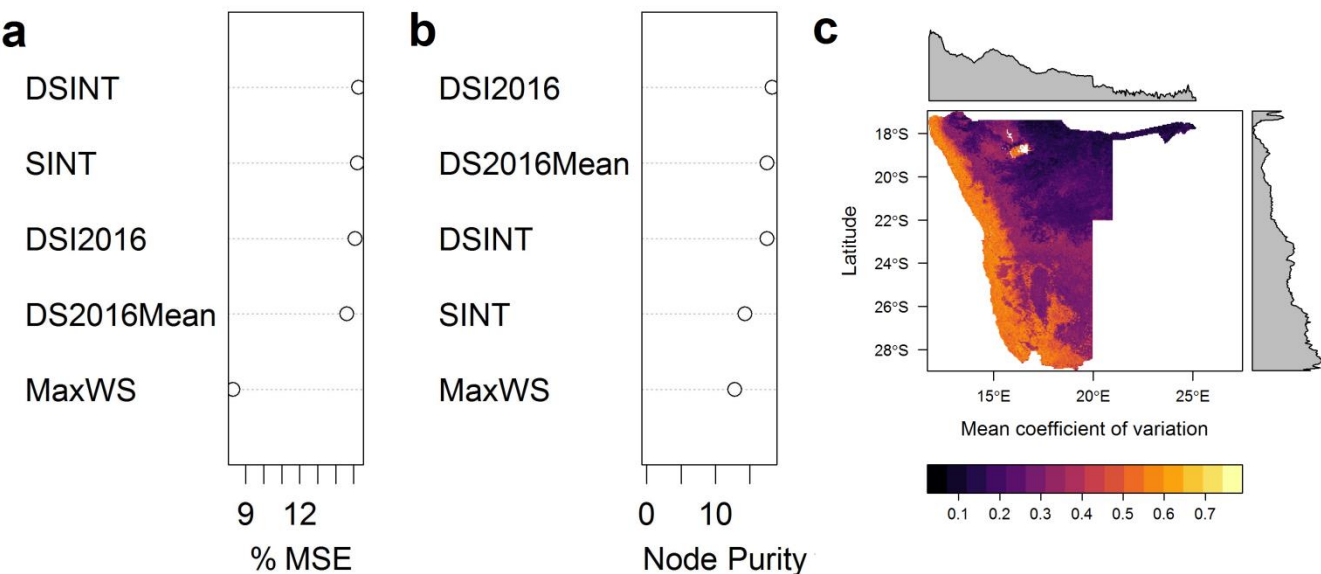 a
DSINT
SINT
DSI2016
DS2016Mean
MaxWS
9 12
% MSE
b
DSI2016
DS2016Mean
DSINT
SINT
MaxWS
0 10
Node Purity
c
Latitude
18°S
20°S
22°S
24°S
26°S
28°S
15°E 20°E 25°E
Mean coefficient of variation
0.1 0.2 0.3 0.4 0.5 0.6 0.7